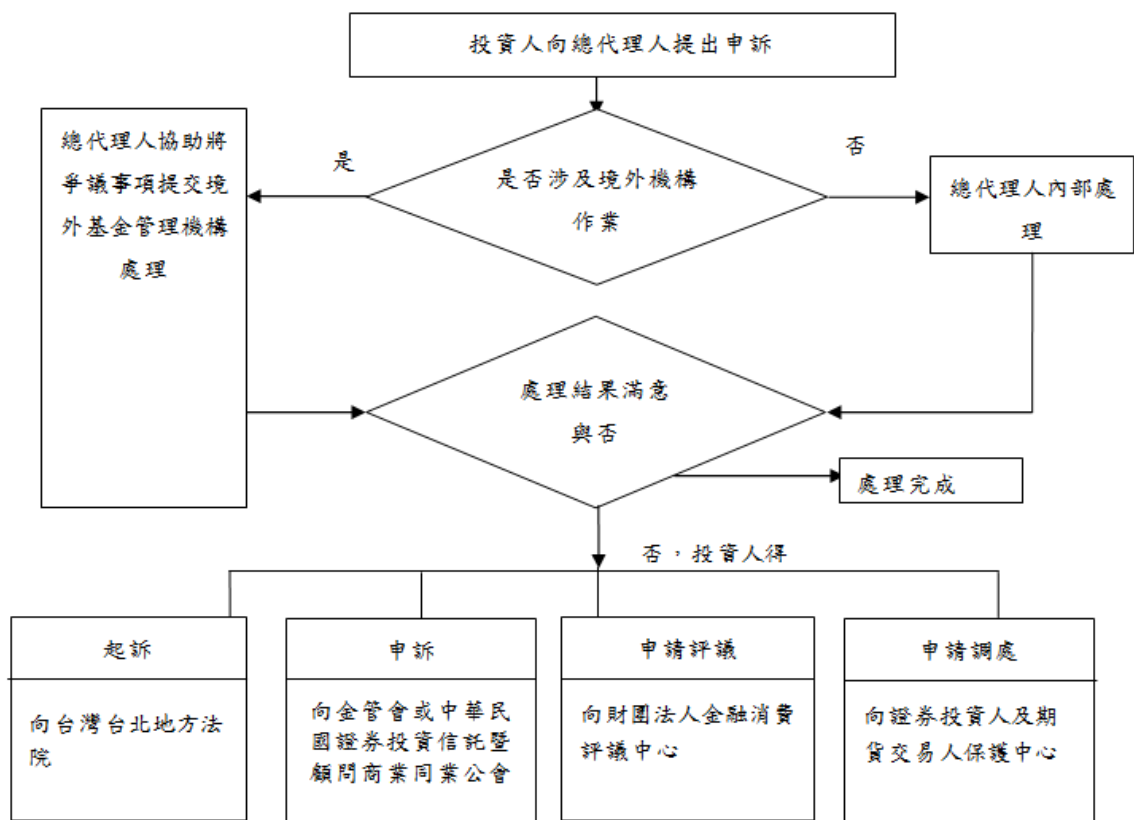 投資人向總代理人提出申訴
總代理人協助將
爭議事項提交境
外基金管理機構
處理
是
是否涉及境外機構
作業
否
總代理人內部處
理
處理結果滿意
與否
處理完成
否，投資人得
起訴
向台灣台北地方法
院
申訴
向金管會或中華民
國證券投資信託暨
顧問商業同業公會
申請評議
向財團法人金融消費
評議中心
申請調處
向證券投資人及期
貨交易人保護中心